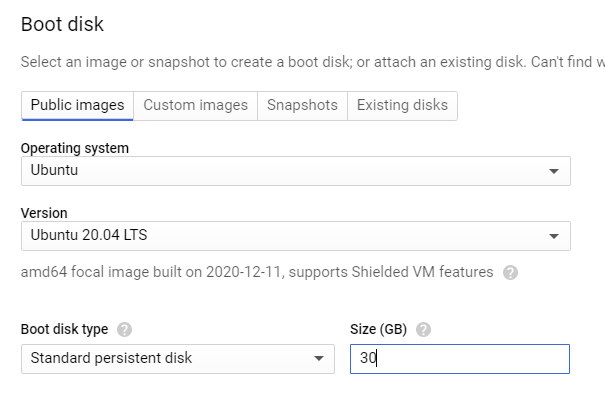 Boot disk
Select an image or snapshot to create a boot disk; or attach an existing disk. Can't find w
Public images Custom images Snapshots Existing disks
Operating system
Ubuntu
Version
Ubuntu 20.04 LTS
amd64 focal image built on 2020-12-11, supports Shielded VM features ?
Boot disk type ? Size (GB) ?
Standard persistent disk 30